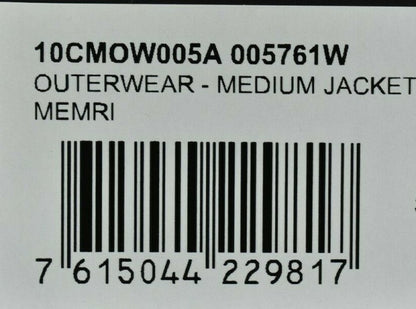 10CMOW005A 005761W
OUTERWEAR - MEDIUM JACKET
MEMRI
7 615044 229817